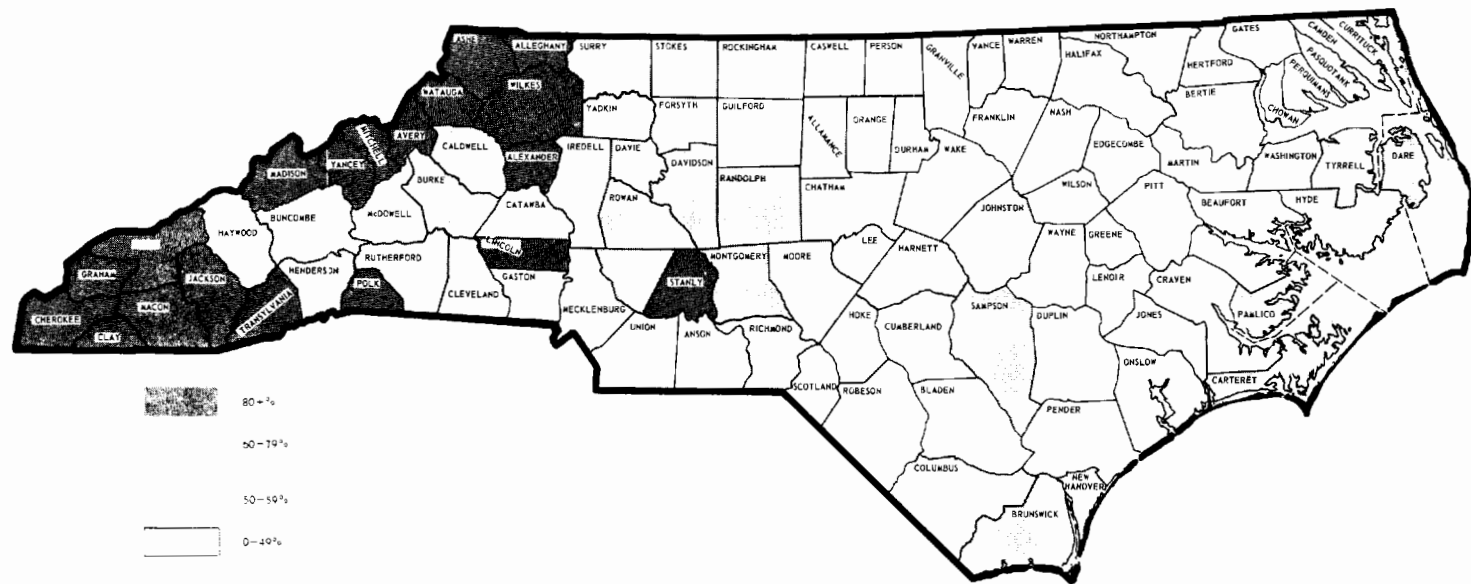 ASHE
ALLEGHANY
SURRY
STOKES
ROCKINGHAM
CASWELL
PERSON
GRANVILLE
VANCE
WARREN
NORTHAMPTON
HALIFAX
GATES
HERTFORD
CAMDEN
CURRITUCK
PASQUOTANK
PERQUIMANS
CHOWAN
BERTIE
WATAUGA
WILKES
YADKIN
FORSYTH
GUILFORD
ALLAMANCE
ORANGE
DURHAM
FRANKLIN
NASH
EDGECOMBE
MARTIN
WASHINGTON
TYRRELL
DARE
MITCHELL
AVERY
CALDWELL
ALEXANDER
IREDELL
DAVIE
DAVIDSON
RANDOLPH
CHATHAM
WAKE
WILSON
PITT
BEAUFORT
HYDE
MADISON
YANCEY
BURKE
CATAWBA
ROWAN
JOHNSTON
BUNCOMBE
McDOWELL
HAYWOOD
LINCOLN
LEE
HARNETT
WAYNE
GREENE
GRAHAM
JACKSON
HENDERSON
RUTHERFORD
POLK
CLEVELAND
GASTON
STANLY
MONTGOMERY
MOORE
LENOIR
CRAVEN
CHEROKEE
MACON
CLAY
TRANSYLVANIA
MECKLENBURG
UNION
ANSON
RICHMOND
HOKE
CUMBERLAND
SAMPSON
DUPLIN
JONES
PAMLICO
SCOTLAND
ROBESON
BLADEN
ONSLOW
CARTERET
PENDER
COLUMBUS
NEW
HANOVER
BRUNSWICK
80+%
60-79%
50-59%
0-49%